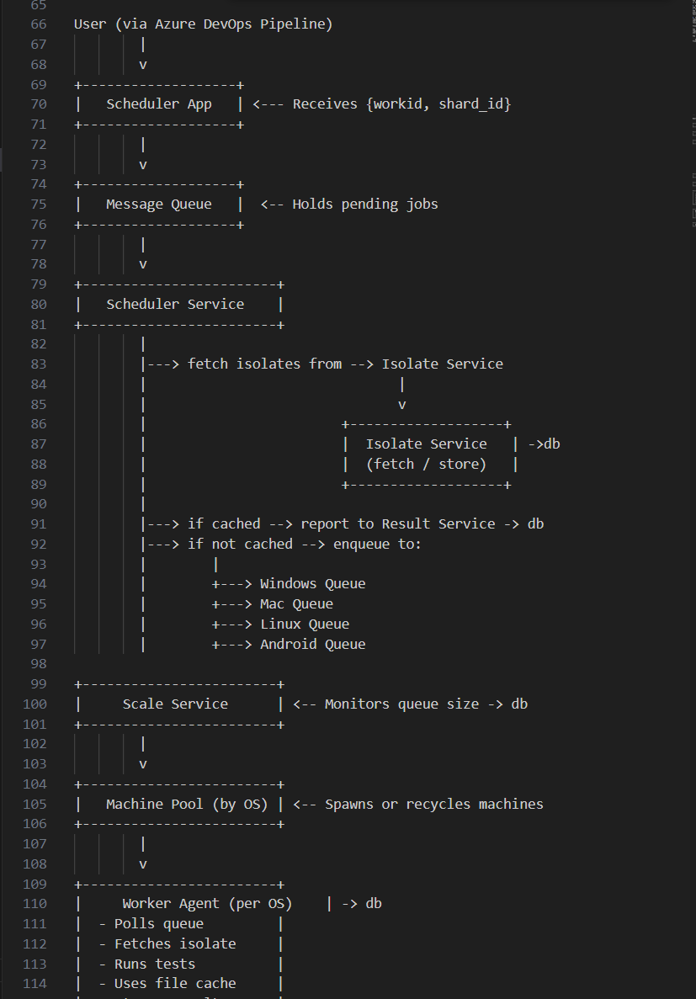 65
66 User (via Azure DevOps Pipeline)
67         |
68         v
69 +-------------------+
70 |   Scheduler App   | <--- Receives {workid, shard_id}
71 +-------------------+
72         |
73         v
74 +-------------------+
75 |   Message Queue   |  <-- Holds pending jobs
76 +-------------------+
77         |
78         v
79 +------------------------+
80 |   Scheduler Service    |
81 +------------------------+
82         |
83         |---> fetch isolates from --> Isolate Service
84         |                               |
85         |                               v
86         |                        +-------------------+
87         |                        |  Isolate Service   | ->db
88         |                        |  (fetch / store)   |
89         |                        +-------------------+
90         |
91         |---> if cached --> report to Result Service -> db
92         |---> if not cached --> enqueue to:
93         |        |
94         |        +---> Windows Queue
95         |        +---> Mac Queue
96         |        +---> Linux Queue
97         |        +---> Android Queue
98
99 +------------------------+
100 |     Scale Service      | <-- Monitors queue size -> db
101 +------------------------+
102         |
103         v
104 +------------------------+
105 |   Machine Pool (by OS) | <-- Spawns or recycles machines
106 +------------------------+
107         |
108         v
109 +------------------------+
110 |     Worker Agent (per OS)    | -> db
111 |  - Polls queue         |
112 |  - Fetches isolate     |
113 |  - Runs tests          |
114 |  - Uses file cache     |